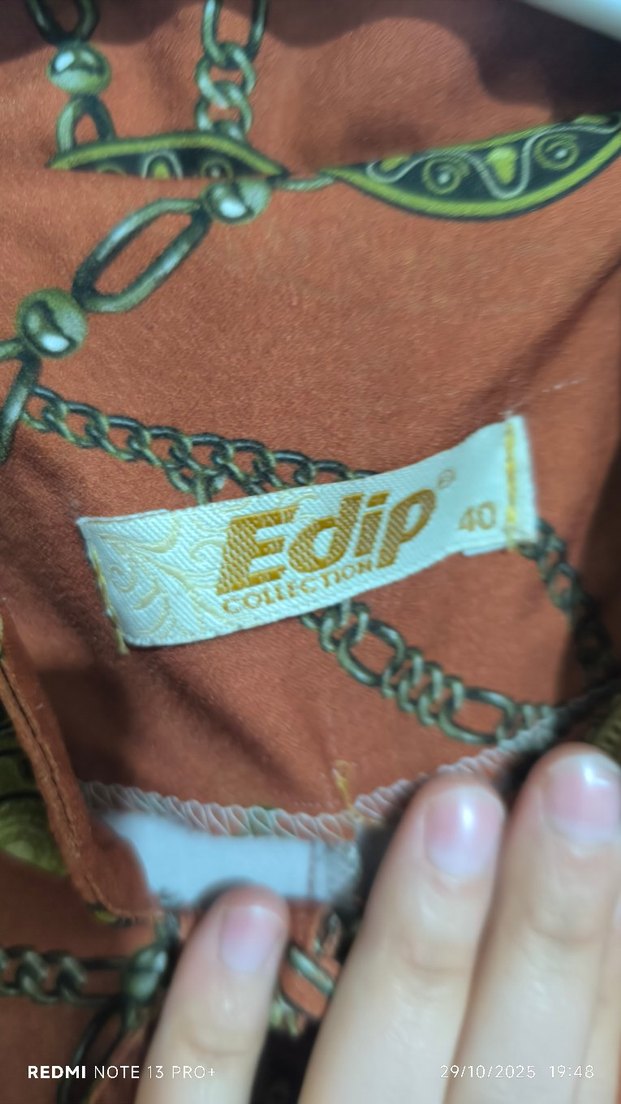 Edip®
40
COLLECTION
REDMI NOTE 13 PRO+
29/10/2025 19:48